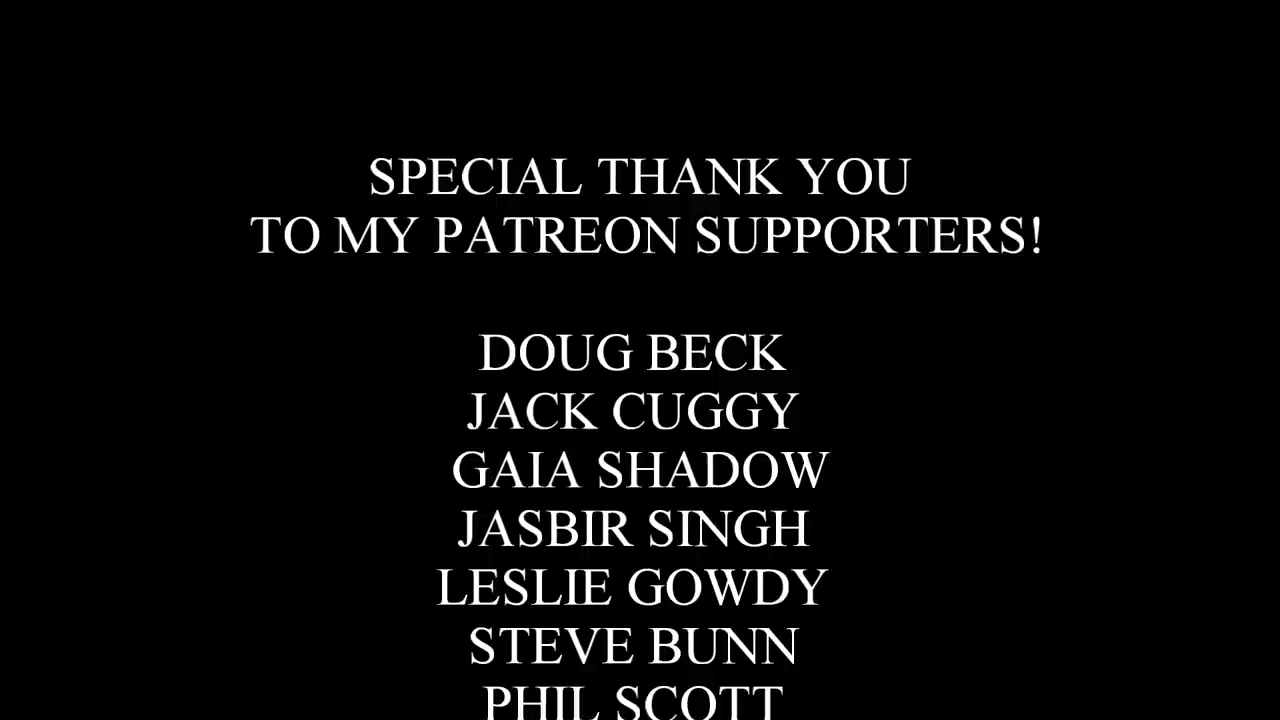 SPECIAL THANK YOU
TO MY PATREON SUPPORTERS!
DOUG BECK
JACK CUGGY
GAIA SHADOW
JASBIR SINGH
LESLIE GOWDY
STEVE BUNN
PHIL SCOTT